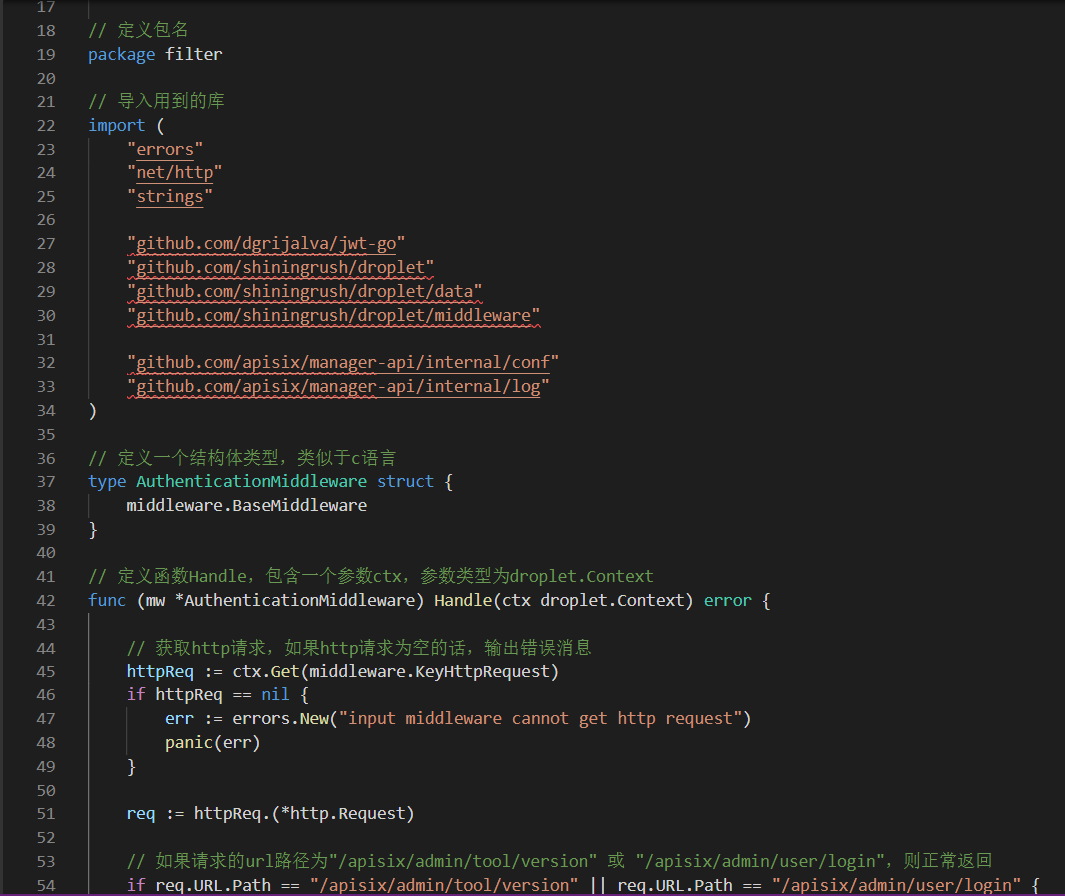 17
18 // 定义包名
19 package filter
20
21 // 导入用到的库
22 import (
23 "errors"
24 "net/http"
25 "strings"
26
27 "github.com/dgrijalva/jwt-go"
28 "github.com/shiningrush/droplet"
29 "github.com/shiningrush/droplet/data"
30 "github.com/shiningrush/droplet/middleware"
31
32 "github.com/apisix/manager-api/internal/conf"
33 "github.com/apisix/manager-api/internal/log"
34 )
35
36 // 定义一个结构体类型，类似于c语言
37 type AuthenticationMiddleware struct {
38 middleware.BaseMiddleware
39 }
40
41 // 定义函数Handle，包含一个参数ctx，参数类型为droplet.Context
42 func (mw *AuthenticationMiddleware) Handle(ctx droplet.Context) error {
43
44 // 获取http请求，如果http请求为空的话，输出错误消息
45 httpReq := ctx.Get(middleware.KeyHttpRequest)
46 if httpReq == nil {
47 err := errors.New("input middleware cannot get http request")
48 panic(err)
49 }
50
51 req := httpReq.(*http.Request)
52
53 // 如果请求的url路径为"/apisix/admin/tool/version" 或 "/apisix/admin/user/login"，则正常返回
54 if req.URL.Path == "/apisix/admin/tool/version" || req.URL.Path == "/apisix/admin/user/login" {